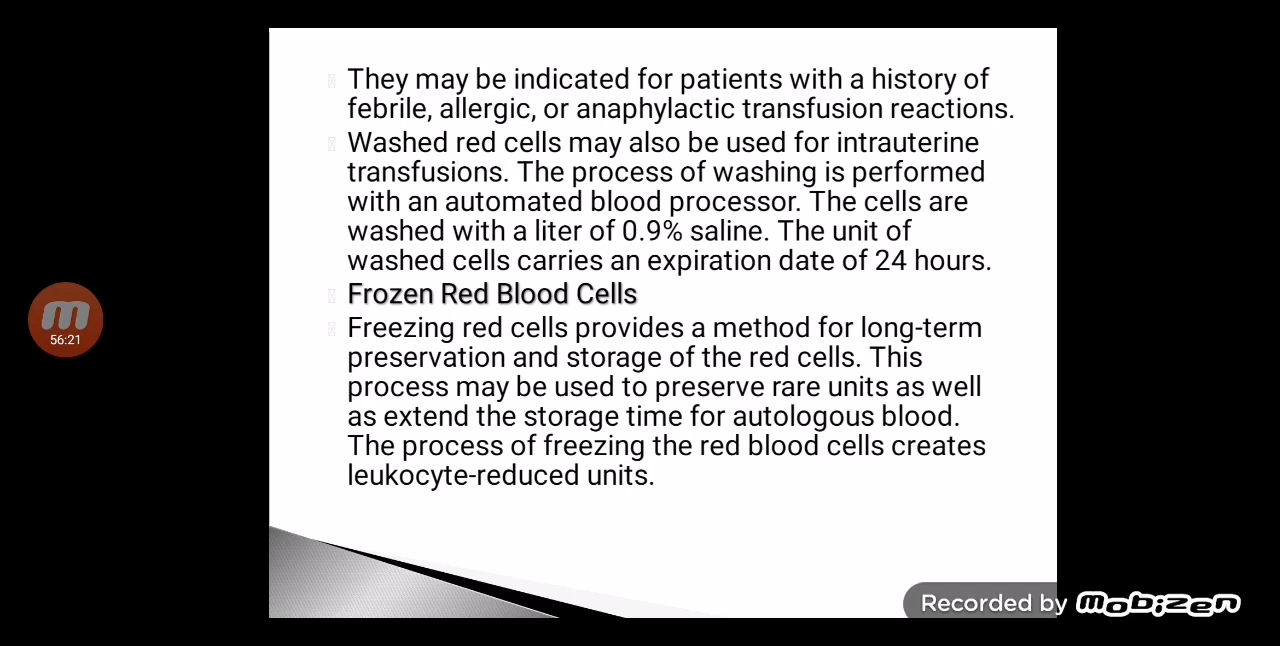 They may be indicated for patients with a history of
febrile, allergic, or anaphylactic transfusion reactions.
Washed red cells may also be used for intrauterine
transfusions. The process of washing is performed
with an automated blood processor. The cells are
washed with a liter of 0.9% saline. The unit of
washed cells carries an expiration date of 24 hours.
Frozen Red Blood Cells
Freezing red cells provides a method for long-term
preservation and storage of the red cells. This
process may be used to preserve rare units as well
as extend the storage time for autologous blood.
The process of freezing the red blood cells creates
leukocyte-reduced units.
56:21
Recorded by mobizen